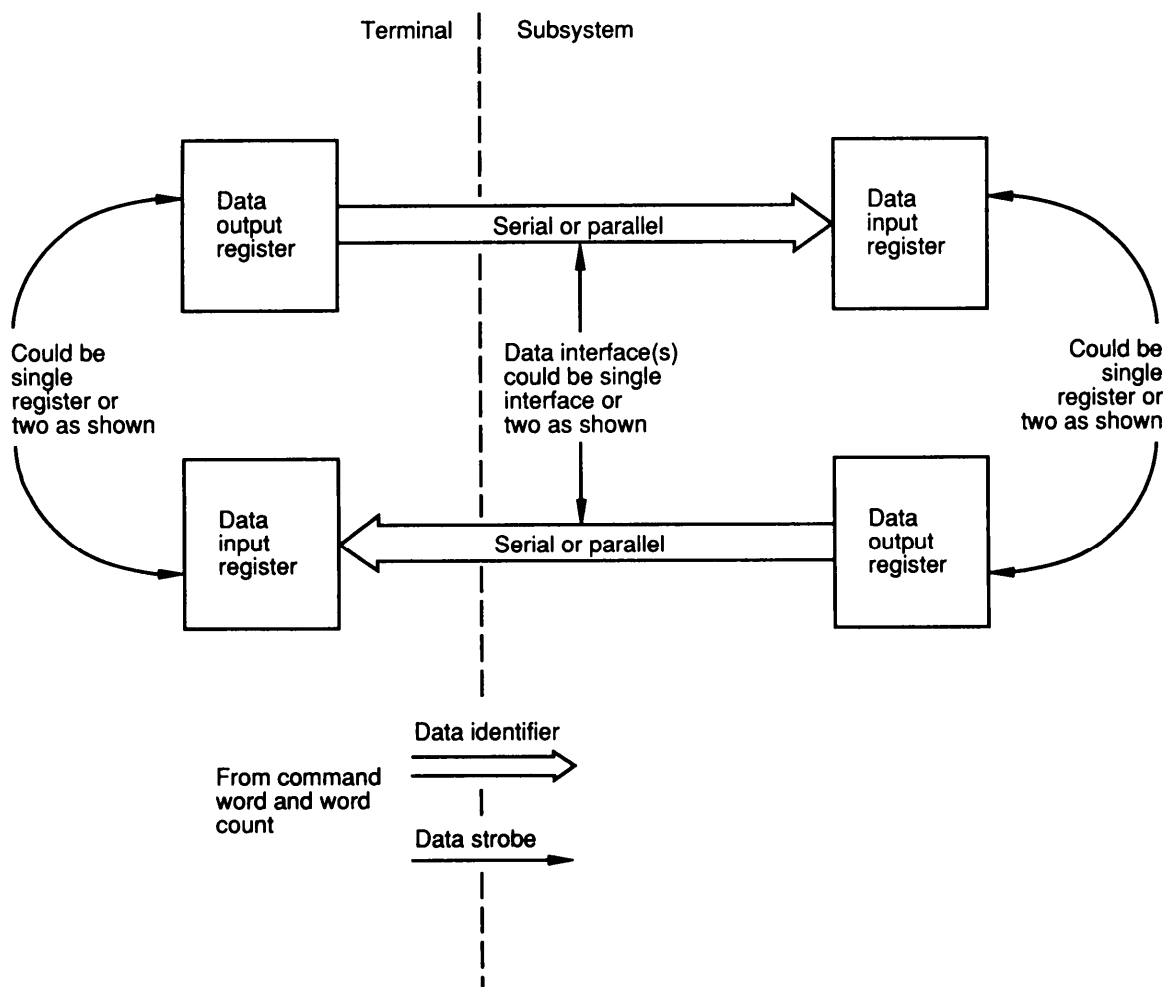 Terminal
Subsystem
Data
output
register
Serial or parallel
Data
input
register
Could be
single
register or
two as shown
Data interface(s)
could be single
interface or
two as shown
Could be
single
register or
two as shown
Data
input
register
Serial or parallel
Data
output
register
Data identifier
From command
word and word
count
Data strobe